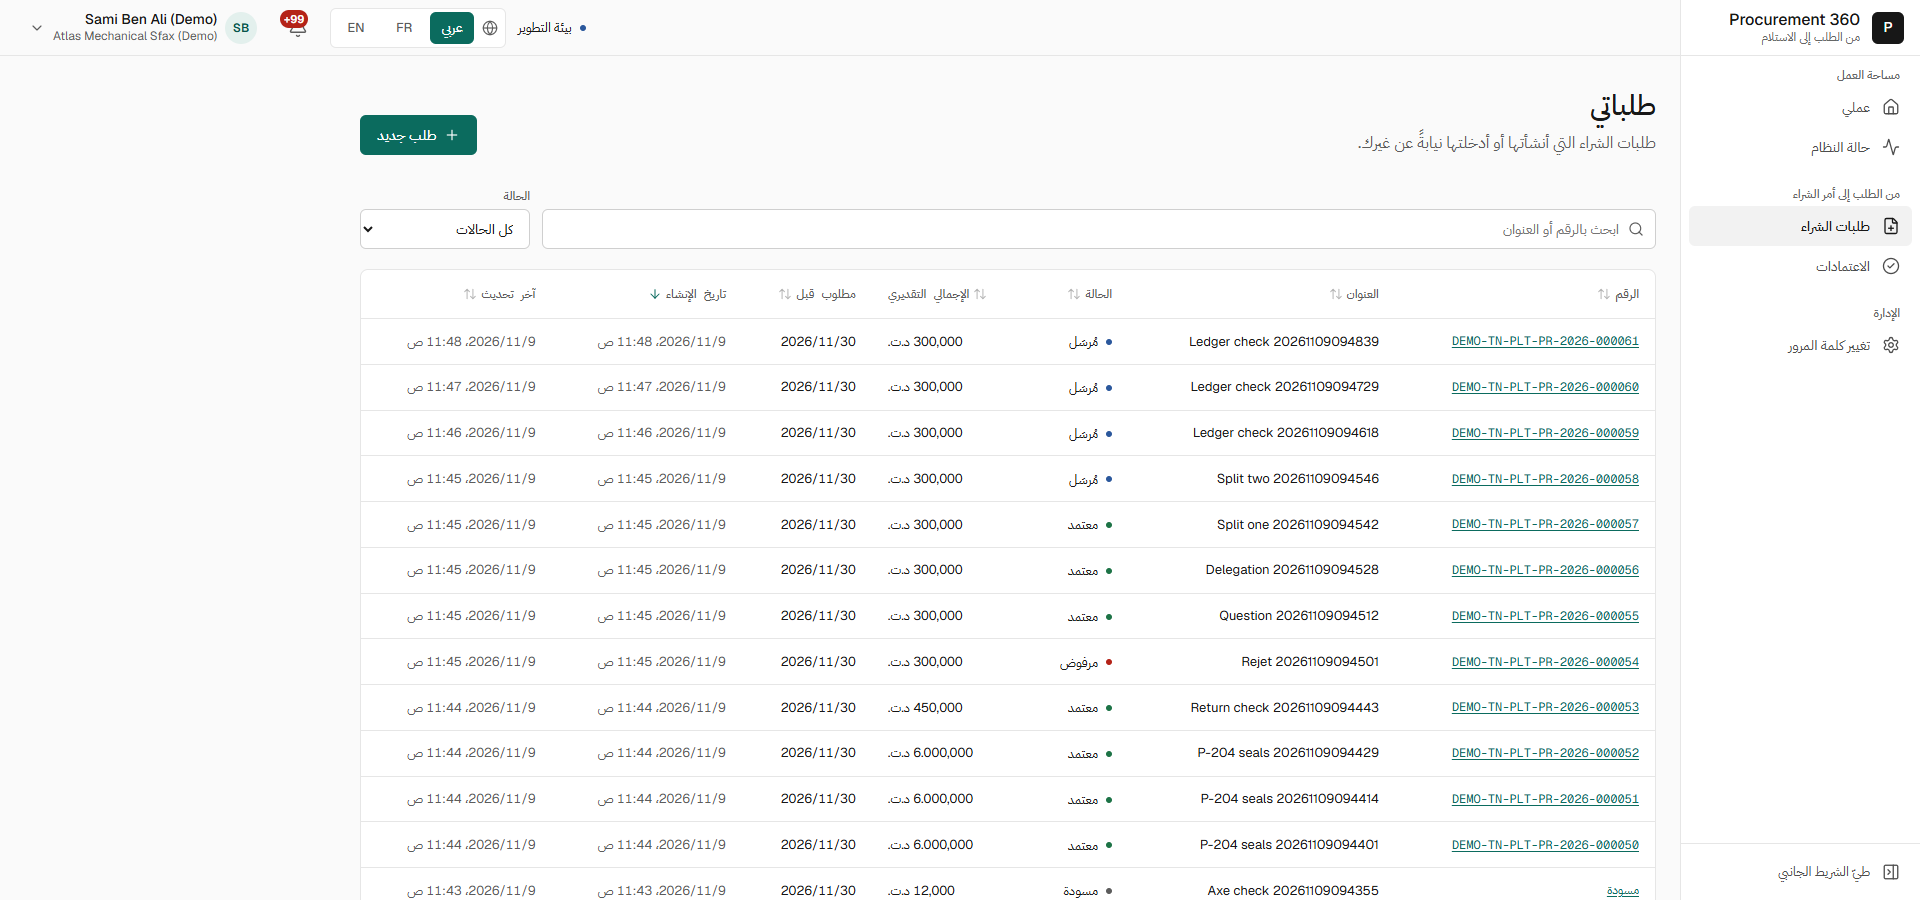 Procurement 360
من الطلب إلى الاستلام
P
بيئة التطوير
عربي
FR
EN
+99
SB
Sami Ben Ali (Demo)
Atlas Mechanical Sfax (Demo)
مساحة العمل
عملي
حالة النظام
من الطلب إلى أمر الشراء
طلبات الشراء
الاعتمادات
الإدارة
تغيير كلمة المرور
طيّ الشريط الجانبي
طلباتي
طلبات الشراء التي أنشأتها أو أدخلتها نيابةً عن غيرك.
طلب جديد
الحالة
ابحث بالرقم أو العنوان
كل الحالات
الرقم العنوان الحالة الإجمالي التقديري مطلوب قبل تاريخ الإنشاء آخر تحديث
DEMO-TN-PLT-PR-2026-000061 Ledger check 20261109094839 مُرسَل 300,000 د.ت. 2026/11/30 2026/11/9، 11:48 ص 2026/11/9، 11:48 ص
DEMO-TN-PLT-PR-2026-000060 Ledger check 20261109094729 مُرسَل 300,000 د.ت. 2026/11/30 2026/11/9، 11:47 ص 2026/11/9، 11:47 ص
DEMO-TN-PLT-PR-2026-000059 Ledger check 20261109094618 مُرسَل 300,000 د.ت. 2026/11/30 2026/11/9، 11:46 ص 2026/11/9، 11:46 ص
DEMO-TN-PLT-PR-2026-000058 Split two 20261109094546 مُرسَل 300,000 د.ت. 2026/11/30 2026/11/9، 11:45 ص 2026/11/9، 11:45 ص
DEMO-TN-PLT-PR-2026-000057 Split one 20261109094542 معتمد 300,000 د.ت. 2026/11/30 2026/11/9، 11:45 ص 2026/11/9، 11:45 ص
DEMO-TN-PLT-PR-2026-000056 Delegation 20261109094528 معتمد 300,000 د.ت. 2026/11/30 2026/11/9، 11:45 ص 2026/11/9، 11:45 ص
DEMO-TN-PLT-PR-2026-000055 Question 20261109094512 معتمد 300,000 د.ت. 2026/11/30 2026/11/9، 11:45 ص 2026/11/9، 11:45 ص
DEMO-TN-PLT-PR-2026-000054 Rejet 20261109094501 مرفوض 300,000 د.ت. 2026/11/30 2026/11/9، 11:45 ص 2026/11/9، 11:45 ص
DEMO-TN-PLT-PR-2026-000053 Return check 20261109094443 معتمد 450,000 د.ت. 2026/11/30 2026/11/9، 11:44 ص 2026/11/9، 11:44 ص
DEMO-TN-PLT-PR-2026-000052 P-204 seals 20261109094429 معتمد 6.000,000 د.ت. 2026/11/30 2026/11/9، 11:44 ص 2026/11/9، 11:44 ص
DEMO-TN-PLT-PR-2026-000051 P-204 seals 20261109094414 معتمد 6.000,000 د.ت. 2026/11/30 2026/11/9، 11:44 ص 2026/11/9، 11:44 ص
DEMO-TN-PLT-PR-2026-000050 P-204 seals 20261109094401 معتمد 6.000,000 د.ت. 2026/11/30 2026/11/9، 11:44 ص 2026/11/9، 11:44 ص
مسودة Axe check 20261109094355 مسودة 12,000 د.ت. 2026/11/30 2026/11/9، 11:43 ص 2026/11/9، 11:43 ص